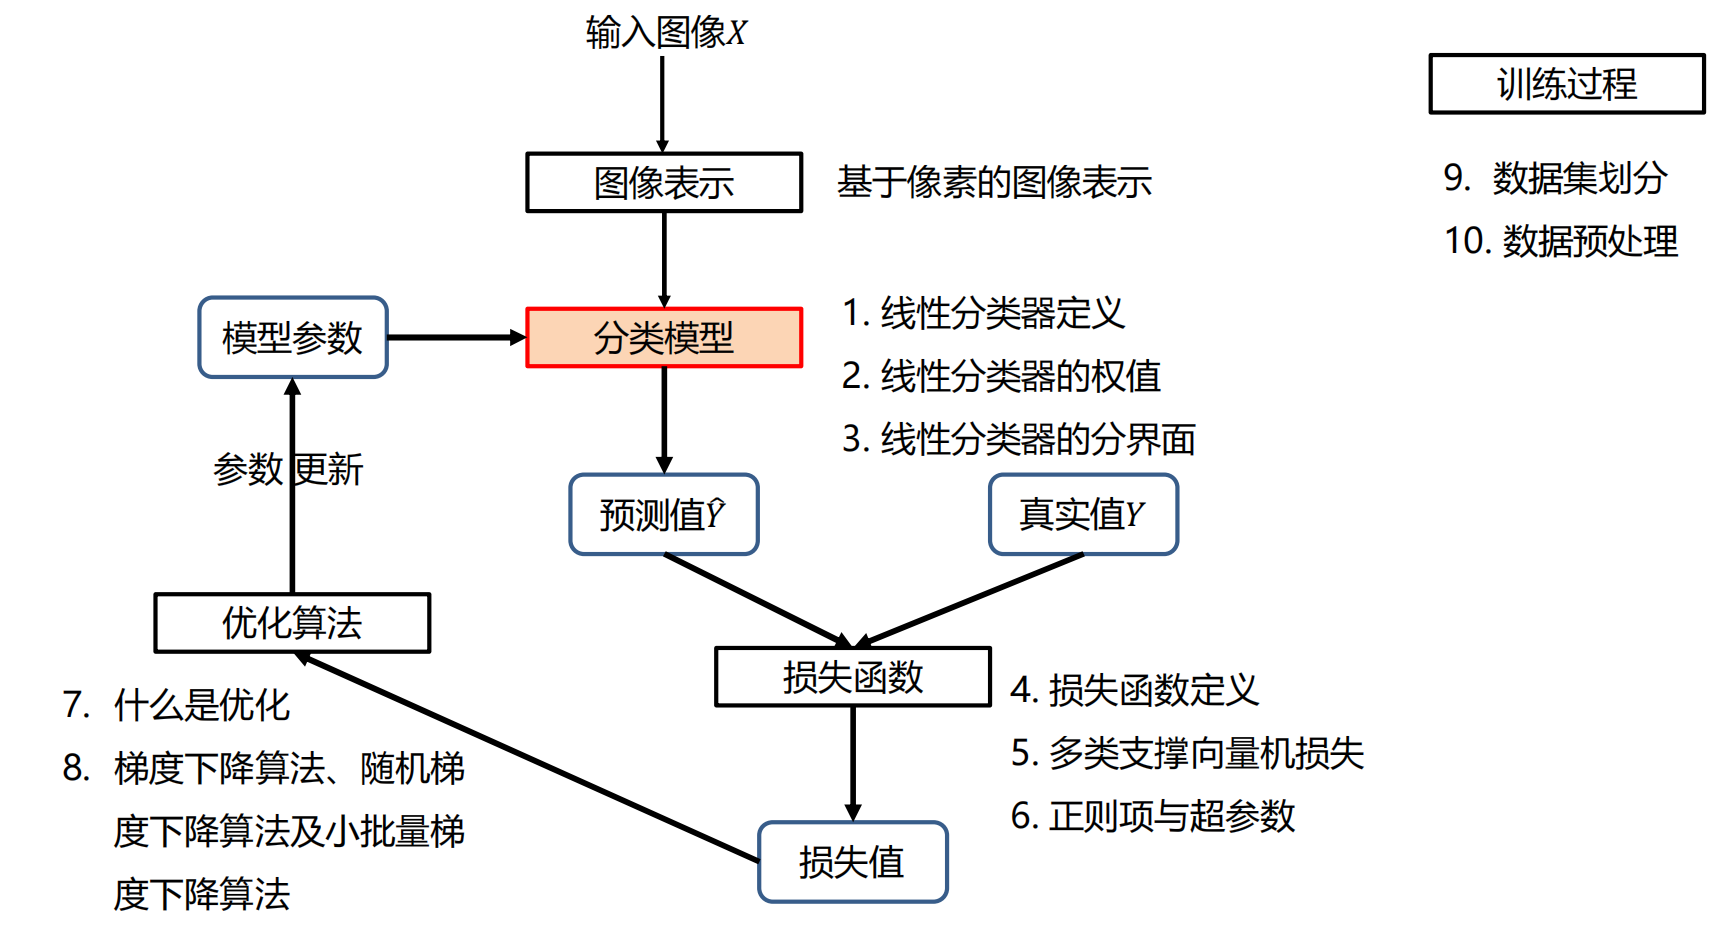 输入图像X
训练过程
图像表示
基于像素的图像表示
9. 数据集划分
10. 数据预处理
模型参数
分类模型
1. 线性分类器定义
2. 线性分类器的权值
3. 线性分类器的分界面
参数 更新
预测值Ŷ
真实值Y
优化算法
损失函数
4. 损失函数定义
5. 多类支撑向量机损失
6. 正则项与超参数
7. 什么是优化
8. 梯度下降算法、随机梯
度下降算法及小批量梯
度下降算法
损失值